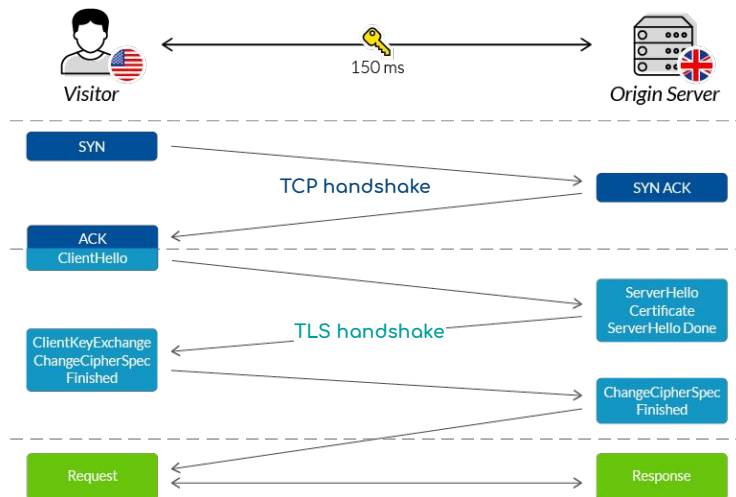 150 ms
Visitor
Origin Server
SYN
TCP handshake
SYN ACK
ACK
ClientHello
ServerHello
Certificate
ServerHello Done
TLS handshake
ClientKeyExchange
ChangeCipherSpec
Finished
ChangeCipherSpec
Finished
Request
Response